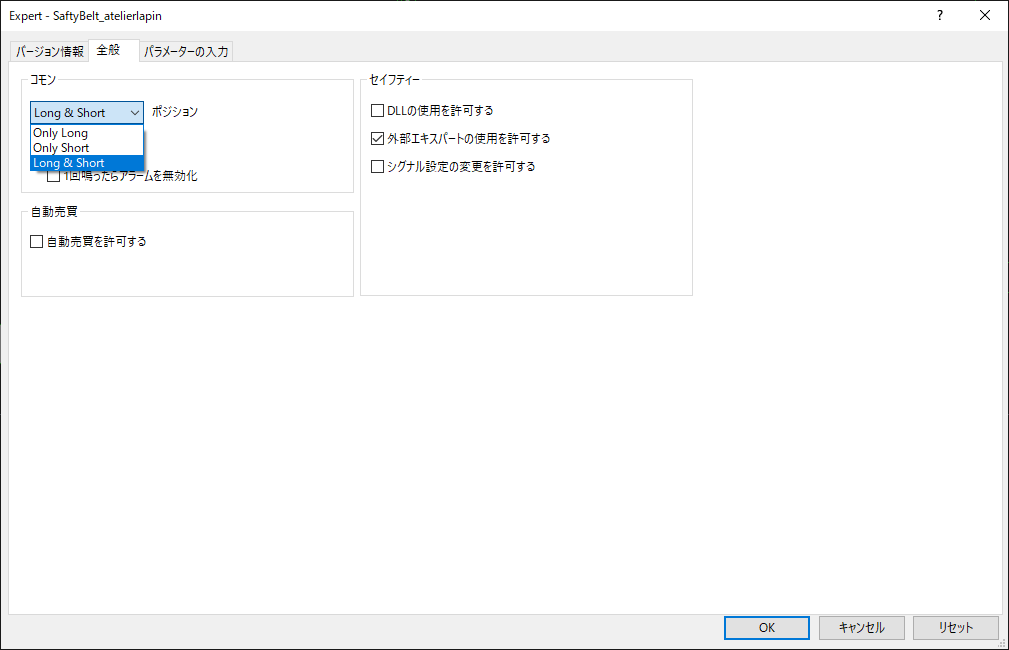 Expert - SaftyBelt_atelierlapin
?
バージョン情報 全般 パラメーターの入力
コモン
Long & Short ポジション
Only Long
Only Short
Long & Short
1回鳴ったらアラームを無効化
自動売買
自動売買を許可する
セイフティー
DLLの使用を許可する
外部エキスパートの使用を許可する
シグナル設定の変更を許可する
OK キャンセル リセット